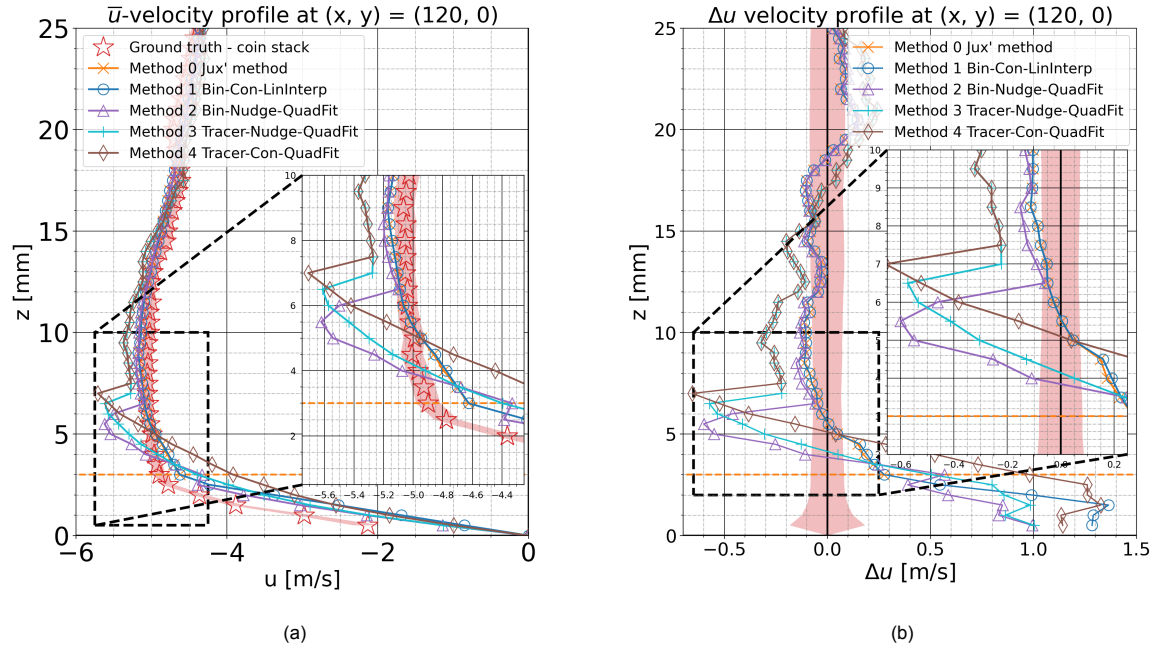 u̅-velocity profile at (x, y) = (120, 0)
Ground truth - coin stack
Method 0 Jux' method
Method 1 Bin-Con-LinInterp
Method 2 Bin-Nudge-QuadFit
Method 3 Tracer-Nudge-QuadFit
Method 4 Tracer-Con-QuadFit
25
20
15
10
5
0
z [mm]
10
8
6
4
2
−5.6
−5.4
−5.2
−5.0
−4.8
−4.6
−4.4
−6
−4
−2
0
u [m/s]
(a)
Δu velocity profile at (x, y) = (120, 0)
Method 0 Jux' method
Method 1 Bin-Con-LinInterp
Method 2 Bin-Nudge-QuadFit
Method 3 Tracer-Nudge-QuadFit
Method 4 Tracer-Con-QuadFit
25
20
15
10
5
0
z [mm]
10
9
8
7
6
5
−0.6
−0.4
−0.2
0.0
0.2
−0.5
0.0
0.5
1.0
1.5
Δu [m/s]
(b)